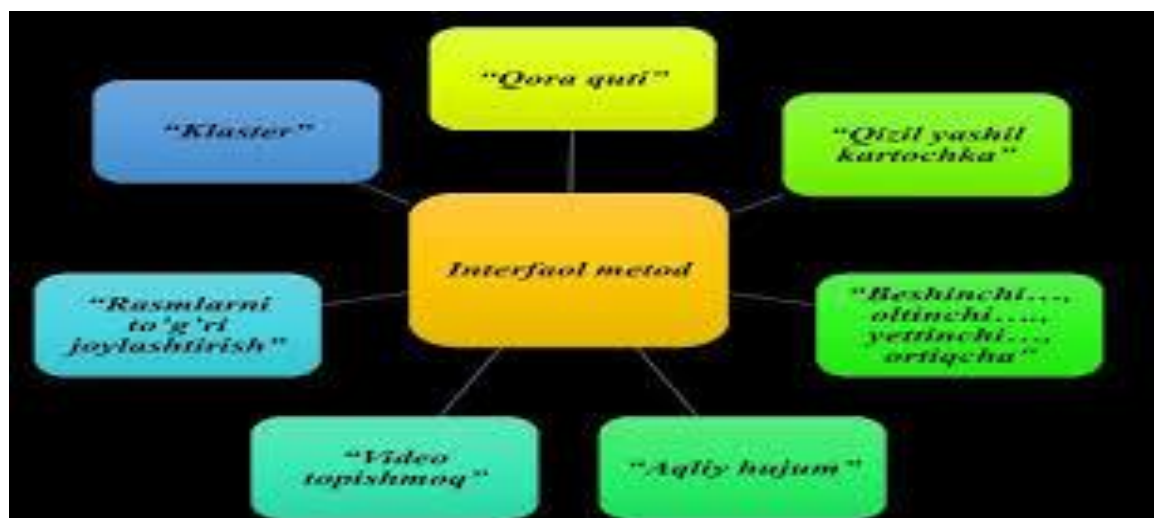 “Qora quti”
“Klaster”
“Qizil yashil
kartochka”
Interfaol metod
“Rasmlarni
to’g’ri
joylashtirish”
“Beshinchi…,
oltinchi….,
yettinchi…,
ortiqcha”
“Video
topishmoq”
“Aqliy hujum”